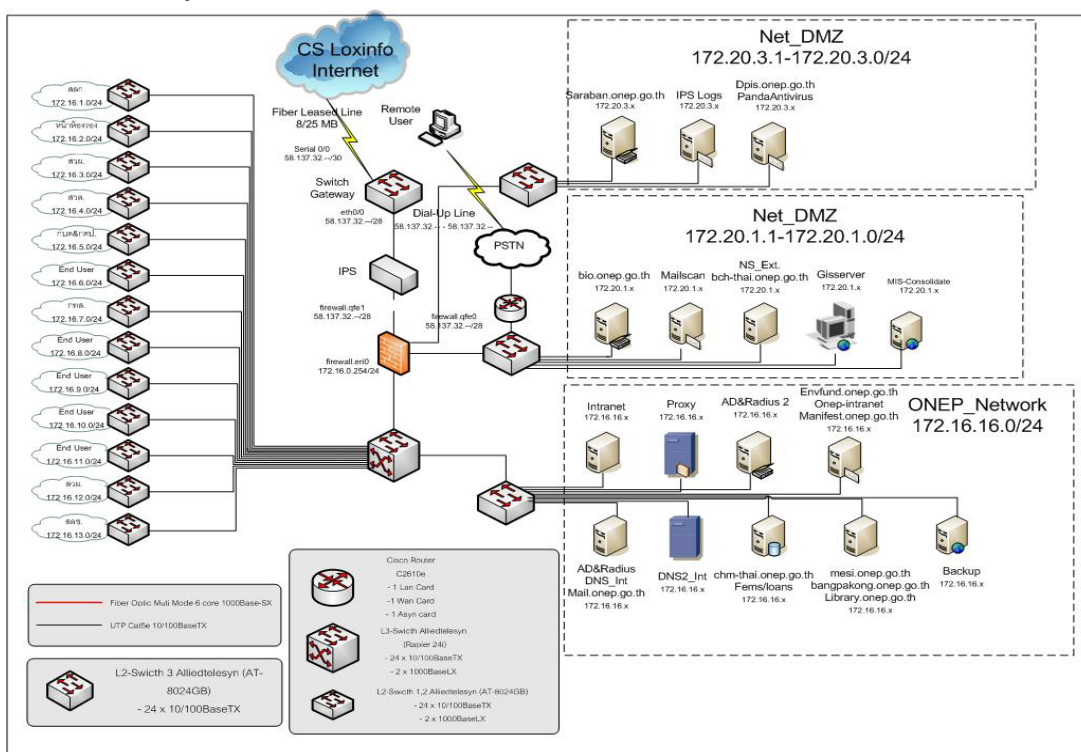 CS Loxinfo
Internet
Fiber Leased Line
8/25 MB
Remote
User
Serial 0/0
58.137.32.--/30
Switch
Gateway
eth0/0
58.137.32.--/28
Dial-Up Line
58.137.32.-- - 58.137.32.--
PSTN
IPS
firewall.qfe1
58.137.32.--/28
firewall.qfe0
58.137.32.--/28
firewall.eri0
172.16.0.254/24
172.16.1.0/24
172.16.2.0/24
172.16.3.0/24
172.16.4.0/24
172.16.5.0/24
End User
172.16.6.0/24
172.16.7.0/24
End User
172.16.8.0/24
End User
172.16.9.0/24
End User
172.16.10.0/24
End User
172.16.11.0/24
172.16.12.0/24
172.16.13.0/24
Net_DMZ
172.20.3.1-172.20.3.0/24
Saraban.onep.go.th
172.20.3.x
IPS Logs
172.20.3.x
Dpis.onep.go.th
PandaAntivirus
172.20.3.x
Net_DMZ
172.20.1.1-172.20.1.0/24
bio.onep.go.th
172.20.1.x
Mailscan
172.20.1.x
NS_Ext.
bch-thai.onep.go.th
172.20.1.x
Gisserver
172.20.1.x
MIS-Consolidate
172.20.1.x
ONEP_Network
172.16.16.0/24
Intranet
172.16.16.x
Proxy
172.16.16.x
AD&Radius 2
172.16.16.x
Envfund.onep.go.th
Onep-intranet
Manifest.onep.go.th
172.16.16.x
AD&Radius
DNS_Int
Mail.onep.go.th
172.16.16.x
DNS2_Int
172.16.16.x
chm-thai.onep.go.th
Fems/loans
172.16.16.x
mesi.onep.go.th
bangpakong.onep.go.th
Library.onep.go.th
172.16.16.x
Backup
172.16.16.x
Fiber Optic Muli Mode 6 core 1000Base-SX
UTP Cat5e 10/100BaseTX
L2-Swicth 3 Alliedtelesyn (AT-
8024GB)
- 24 x 10/100BaseTX
Cisco Router
C2610e
- 1 Lan Card
-1 Wan Card
- 1 Asyn card
L3-Swicth Alliedtelesyn
(Rapier 24i)
- 24 x 10/100BaseTX
- 2 x 1000BaseLX
L2-Swicth 1,2 Alliedtelesyn (AT-8024GB)
- 24 x 10/100BaseTX
- 2 x 1000BaseLX